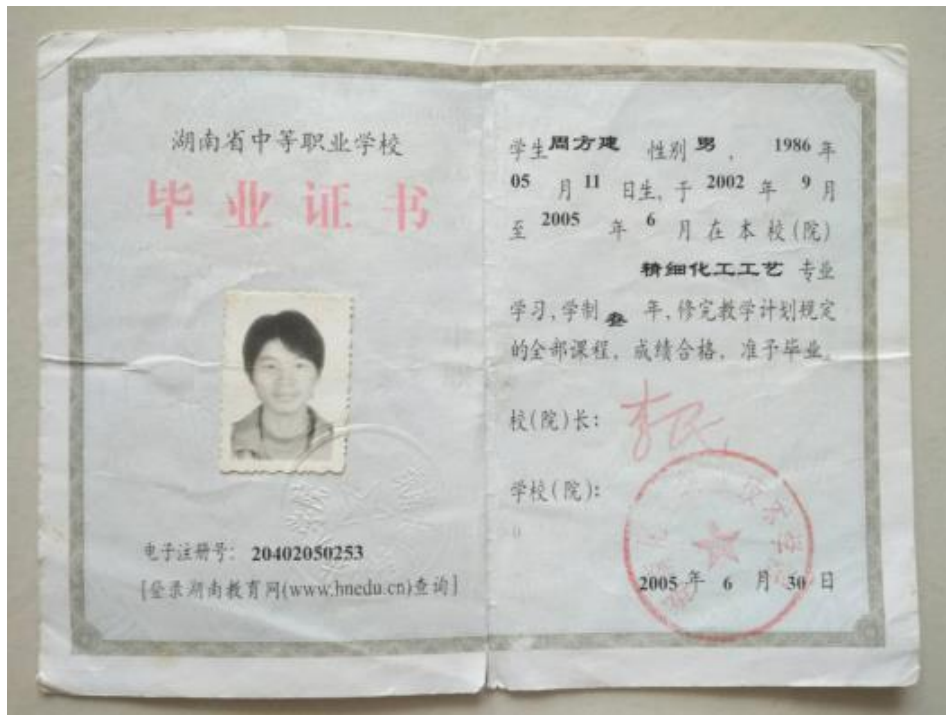 湖南省中等职业学校
毕业证书
电子注册号: 20402050253
[登录湖南教育网(www.hnedu.cn)查询]
学生周方建 性别男, 1986年
05月11日生, 于2002年9月
至2005年6月在本校(院)
精细化工工艺专业
学习,学制叁年,修完教学计划规定
的全部课程, 成绩合格, 准予毕业。
校(院)长:
学校(院):
2005年6月30日